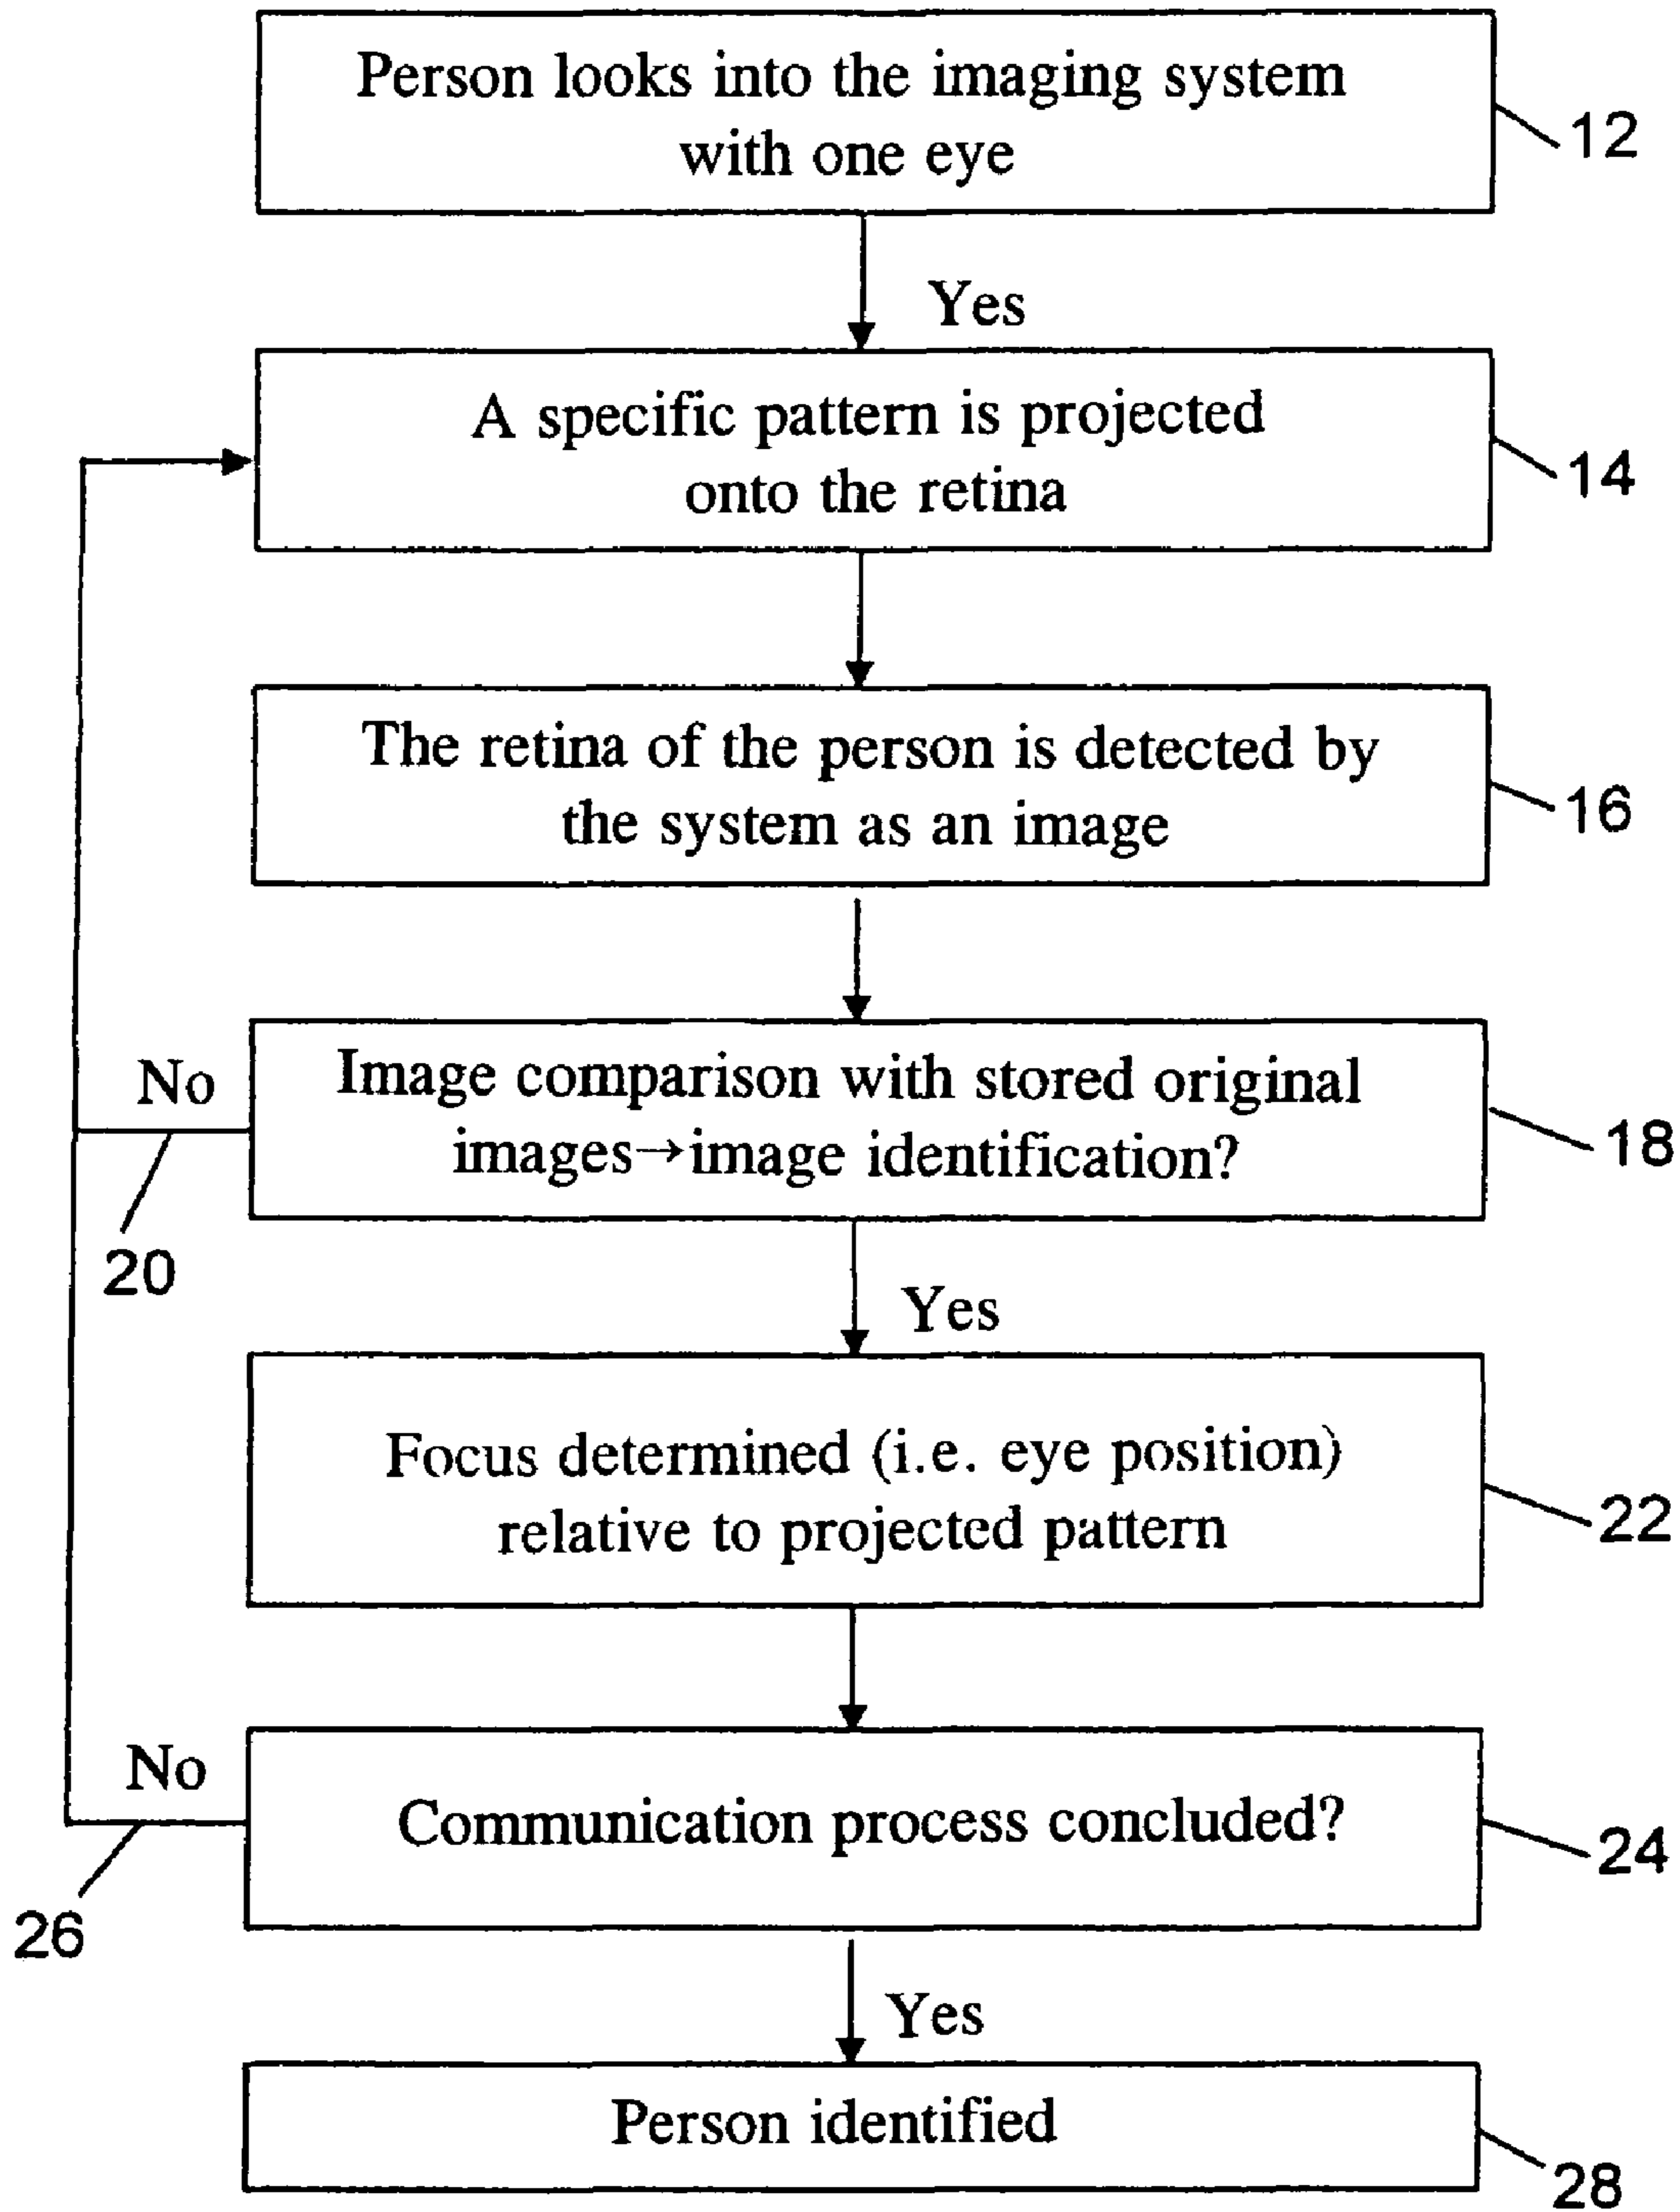 Person looks into the imaging system
with one eye
12
Yes
A specific pattern is projected
onto the retina
14
The retina of the person is detected by
the system as an image
16
No
Image comparison with stored original
images→image identification?
18
20
Yes
Focus determined (i.e. eye position)
relative to projected pattern
22
No
Communication process concluded?
24
26
Yes
Person identified
28